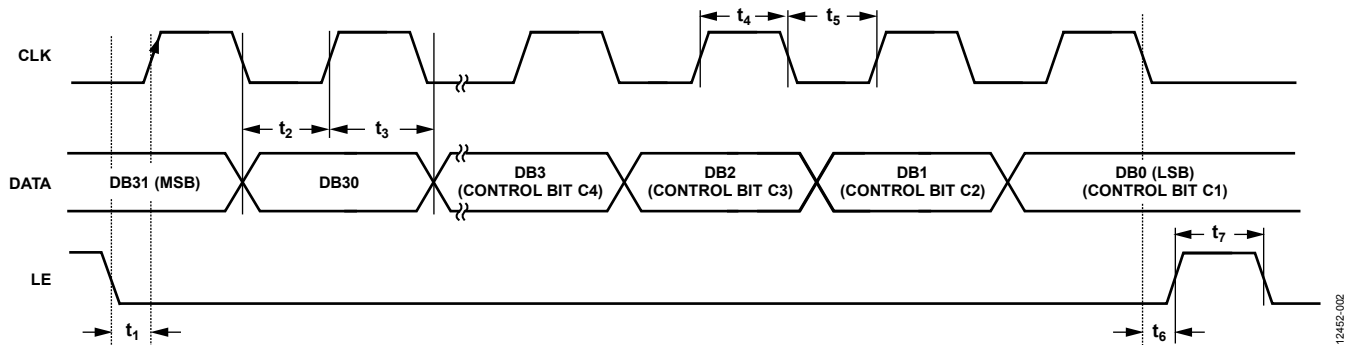 t4
t5
CLK
t2
t3
DATA
DB31 (MSB)
DB30
DB3
(CONTROL BIT C4)
DB2
(CONTROL BIT C3)
DB1
(CONTROL BIT C2)
DB0 (LSB)
(CONTROL BIT C1)
t7
LE
t1
t6
12452-002